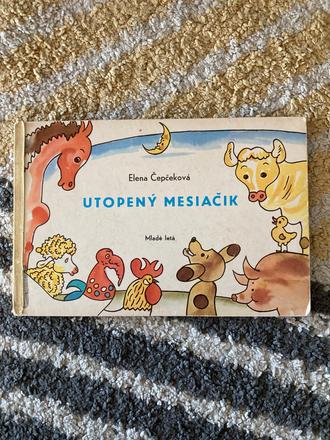 Elena Čepčeková
UTOPENÝ MESIAČIK
Mladé letá